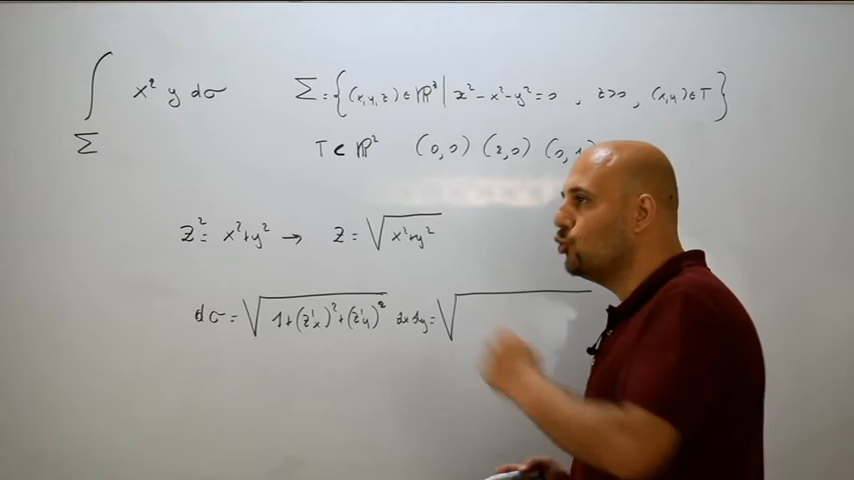 ∫_Σ x² y dσ   Σ = {(x,y,z) ∈ ℝ³ | z² - x² - y² = 0 , z>0 , (x,y) ∈ T}
T ⊂ ℝ²   (0,0) (2,0) (0,
z² = x²+y² → z = √(x²+y²)
dσ = √(1+(z'x)²+(z'y)²) dx dy = √